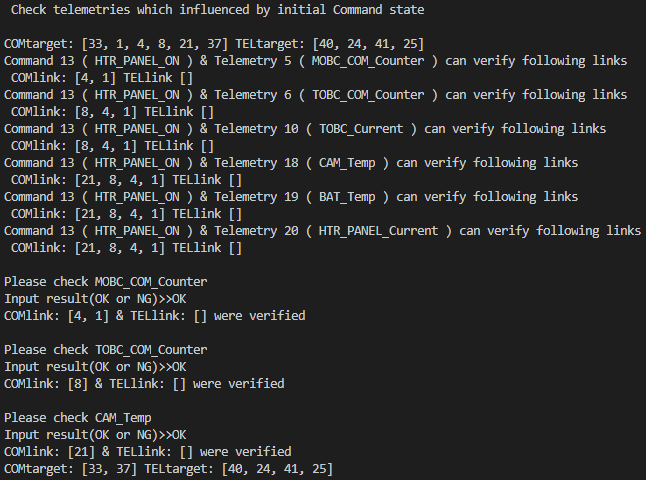 Check telemetries which influenced by initial Command state
COMtarget: [33, 1, 4, 8, 21, 37] TELtarget: [40, 24, 41, 25]
Command 13 ( HTR_PANEL_ON ) & Telemetry 5 ( MOBC_COM_Counter ) can verify following links
COMlink: [4, 1] TELlink []
Command 13 ( HTR_PANEL_ON ) & Telemetry 6 ( TOBC_COM_Counter ) can verify following links
COMlink: [8, 4, 1] TELlink []
Command 13 ( HTR_PANEL_ON ) & Telemetry 10 ( TOBC_Current ) can verify following links
COMlink: [8, 4, 1] TELlink []
Command 13 ( HTR_PANEL_ON ) & Telemetry 18 ( CAM_Temp ) can verify following links
COMlink: [21, 8, 4, 1] TELlink []
Command 13 ( HTR_PANEL_ON ) & Telemetry 19 ( BAT_Temp ) can verify following links
COMlink: [21, 8, 4, 1] TELlink []
Command 13 ( HTR_PANEL_ON ) & Telemetry 20 ( HTR_PANEL_Current ) can verify following links
COMlink: [21, 8, 4, 1] TELlink []
Please check MOBC_COM_Counter
Input result(OK or NG)>>OK
COMlink: [4, 1] & TELlink: [] were verified
Please check TOBC_COM_Counter
Input result(OK or NG)>>OK
COMlink: [8] & TELlink: [] were verified
Please check CAM_Temp
Input result(OK or NG)>>OK
COMlink: [21] & TELlink: [] were verified
COMtarget: [33, 37] TELtarget: [40, 24, 41, 25]